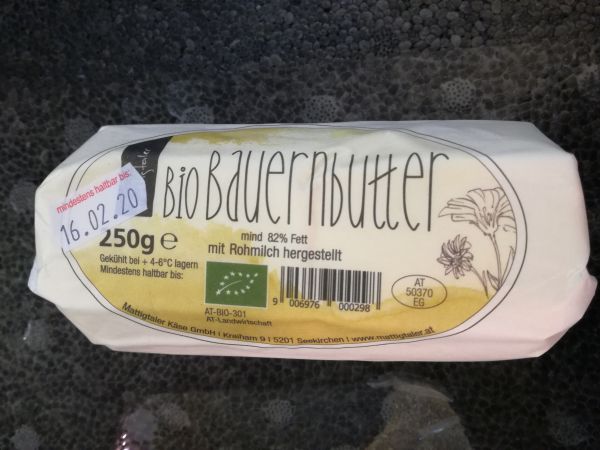 mindestens haltbar bis:
16.02.20
BIO Bauernbutter
250g e
mind 82% Fett
mit Rohmilch hergestellt
Gekühlt bei + 4-6°C lagern
Mindestens haltbar bis:
AT-BIO-301
AT-Landwirtschaft
9 006976 000298
AT
50370
EG
Mattigtaler Käse GmbH I Kraiham 9 I 5201 Seekirchen I www.mattigtaler.at